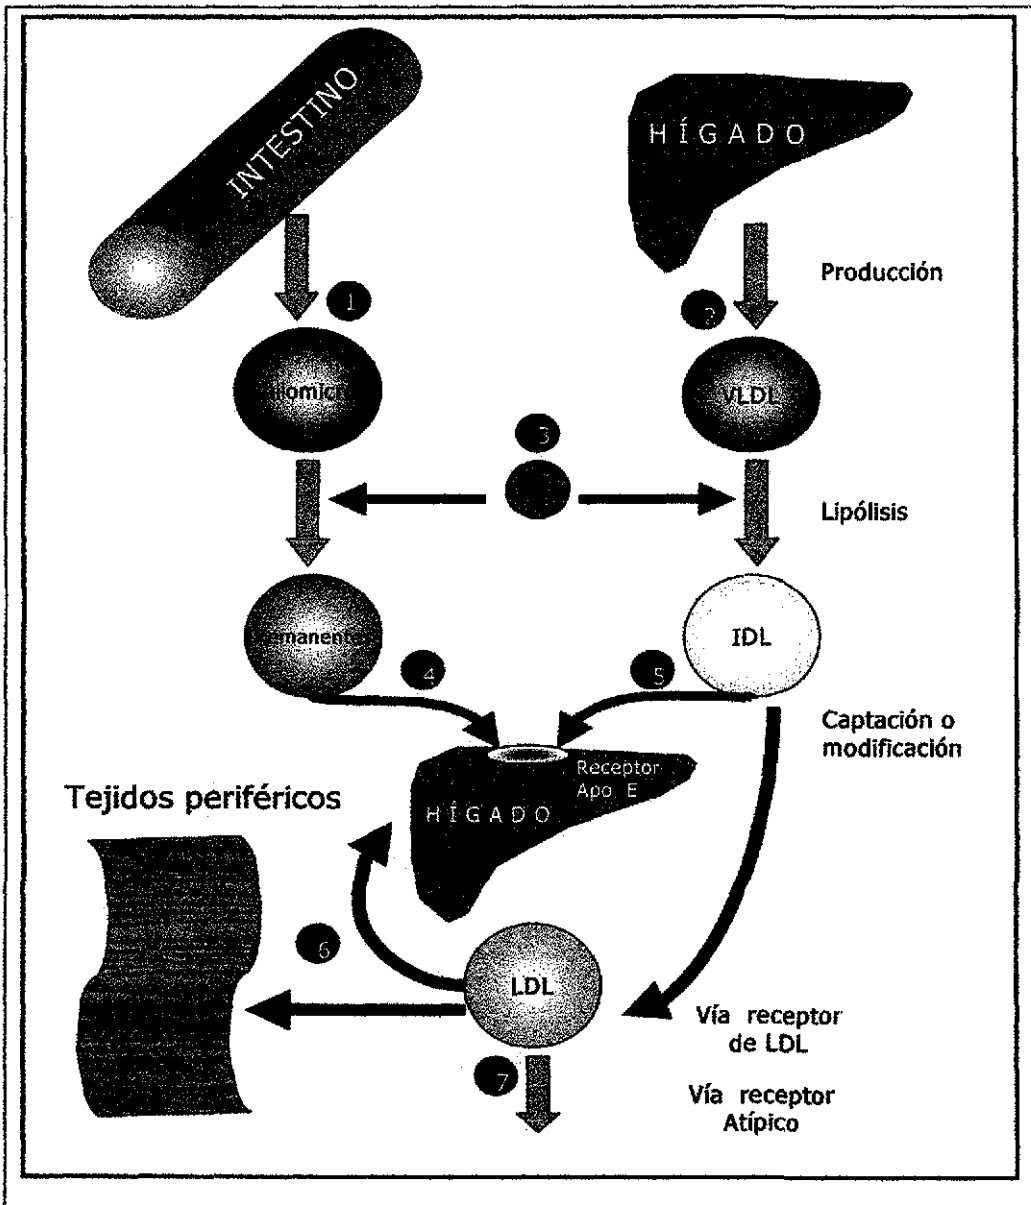 INTESTINO
HÍGADO
Producción
1
2
VLDL
3
Lipólisis
IDL
4
5
Captación o
modificación
Receptor
Apo E
HÍGADO
Tejidos periféricos
6
LDL
Vía receptor
de LDL
7
Vía receptor
Atípico